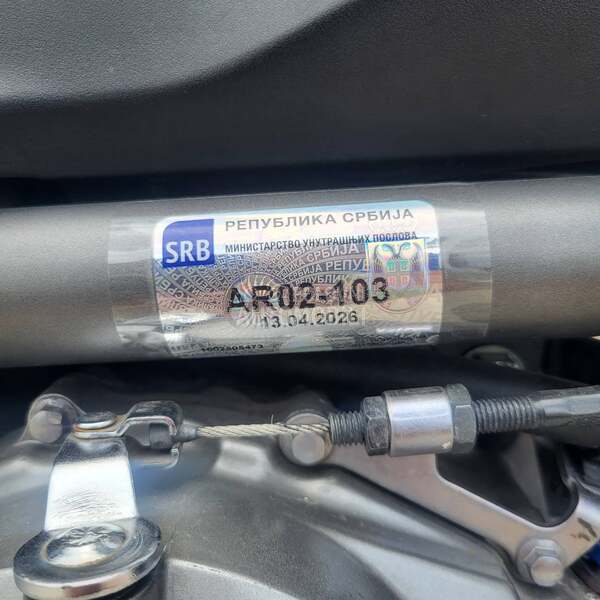 РЕПУБЛИКА СРБИЈА
SRB
МИНИСТАРСТВО УНУТРАШЊИХ ПОСЛОВА
AR02-103
13.04.2026